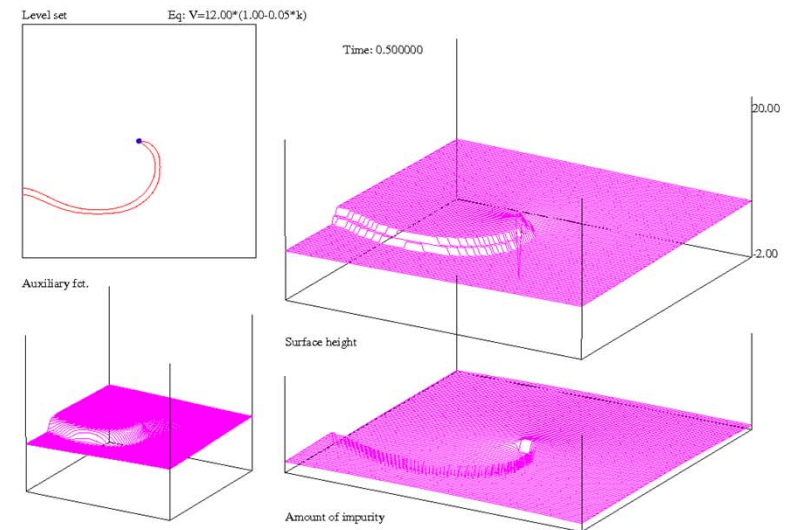 Level set
Eq: V=12.00*(1.00-0.05*k)
Time: 0.500000
20.00
-2.00
Auxiliary fct.
Surface height
Amount of impurity